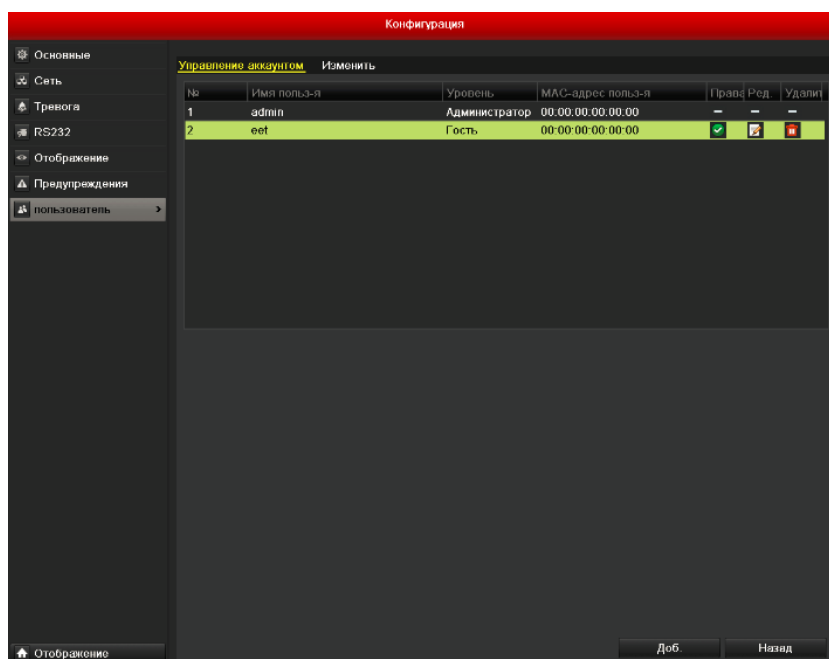 Конфигурация
Основные
Сеть
Тревога
RS232
Отображение
Предупреждения
пользователь
Отображение
Управление аккаунтом Изменить
№ Имя польз-я Уровень MAC-адрес польз-я Права Ред. Удалит
1 admin Администратор 00:00:00:00:00:00 – – –
2 eet Гость 00:00:00:00:00:00
Доб. Назад